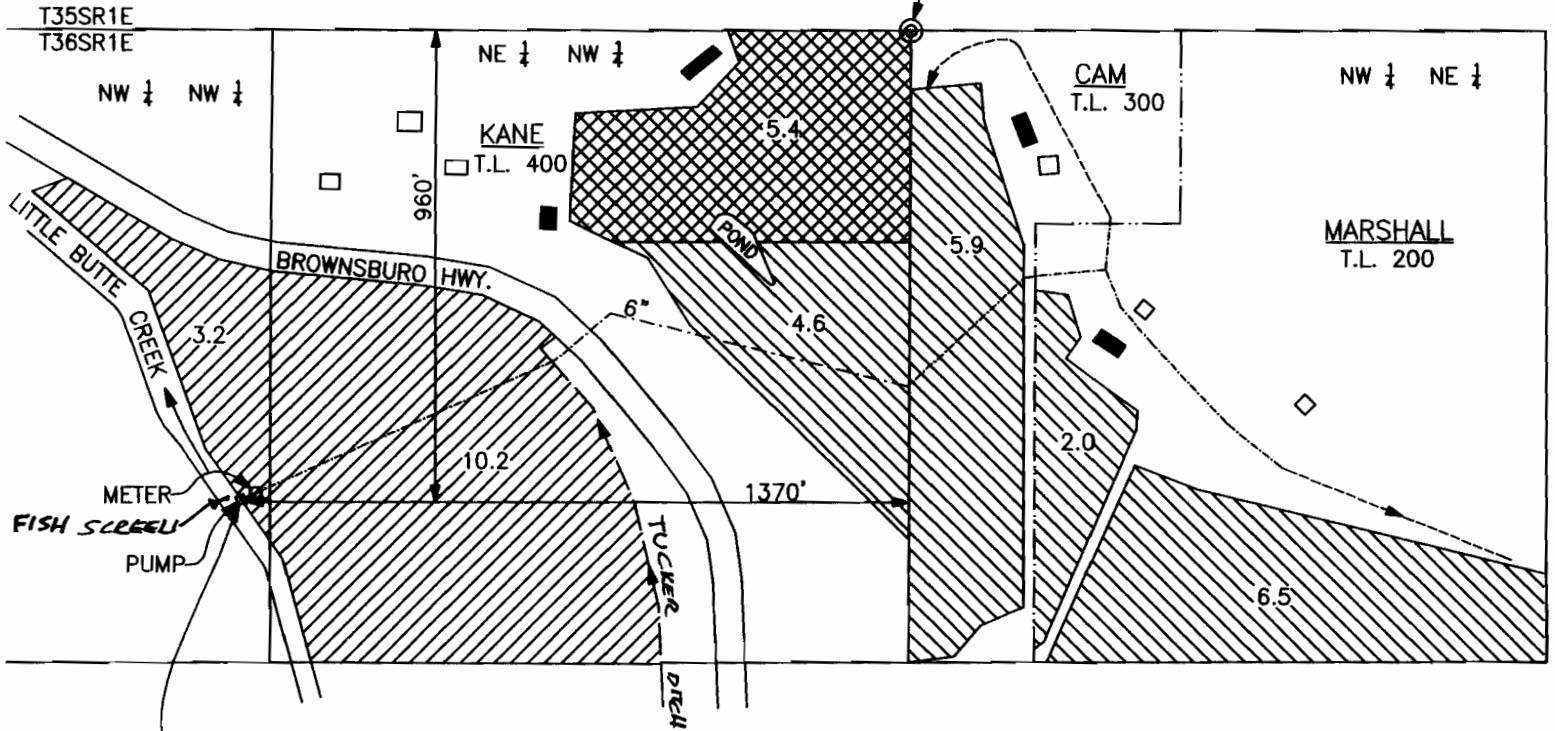 T35SR1E
T36SR1E
NW 1/4 NW 1/4
NE 1/4 NW 1/4
CAM
T.L. 300
NW 1/4 NE 1/4
KANE
T.L. 400
5.4
960'
LITTLE BUTTE CREEK
BROWNSBURO HWY.
POND
5.9
MARSHALL
T.L. 200
3.2
6"
4.6
10.2
2.0
METER
1370'
FISH SCREEN
PUMP
TUCKER DITCH
6.5